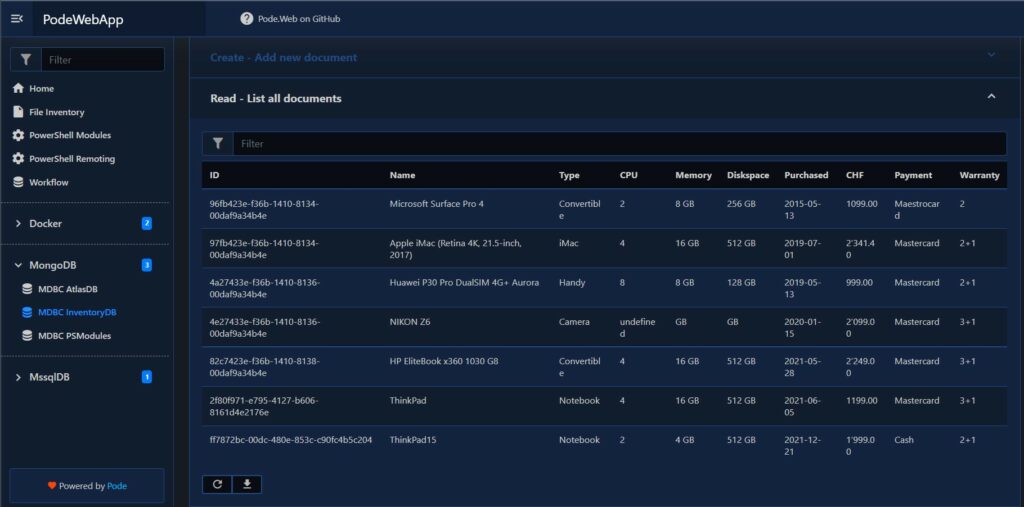 PodeWebApp
Pode.Web on GitHub
Filter
Home
File Inventory
PowerShell Modules
PowerShell Remoting
Workflow
Docker 2
MongoDB 3
MDBC AtlasDB
MDBC InventoryDB
MDBC PSModules
MssqlDB 1
Powered by Pode
Create - Add new document
Read - List all documents
Filter
ID Name Type CPU Memory Diskspace Purchased CHF Payment Warranty
96fb423e-f36b-1410-8134- Microsoft Surface Pro 4 Convertibl 2 8 GB 256 GB 2015-05- 1099.00 Maestrocar 2
00daf9a34b4e e 13 d
97fb423e-f36b-1410-8134- Apple iMac (Retina 4K, 21.5-inch, iMac 4 16 GB 512 GB 2019-07- 2'341.4 Mastercard 2+1
00daf9a34b4e 2017) 01 0
4a27433e-f36b-1410-8136- Huawei P30 Pro DualSIM 4G+ Aurora Handy 8 8 GB 128 GB 2019-05- 999.00 Mastercard 2+1
00daf9a34b4e 13
4e27433e-f36b-1410-8136- NIKON Z6 Camera undefine GB GB 2020-01- 2'099.0 Mastercard 3+1
00daf9a34b4e d 15 0
82c7423e-f36b-1410-8138- HP EliteBook x360 1030 G8 Convertibl 4 16 GB 512 GB 2021-05- 2'249.0 Mastercard 3+1
00daf9a34b4e e 28 0
2f80f971-e795-4127-b606- ThinkPad Notebook 4 16 GB 512 GB 2021-06- 1199.00 Mastercard 3+1
8161d4e2176e 05
ff7872bc-00dc-480e-853c-c90fc4b5c204 ThinkPad15 Notebook 2 4 GB 512 GB 2021-12- 1'999.0 Cash 2+1
21 0